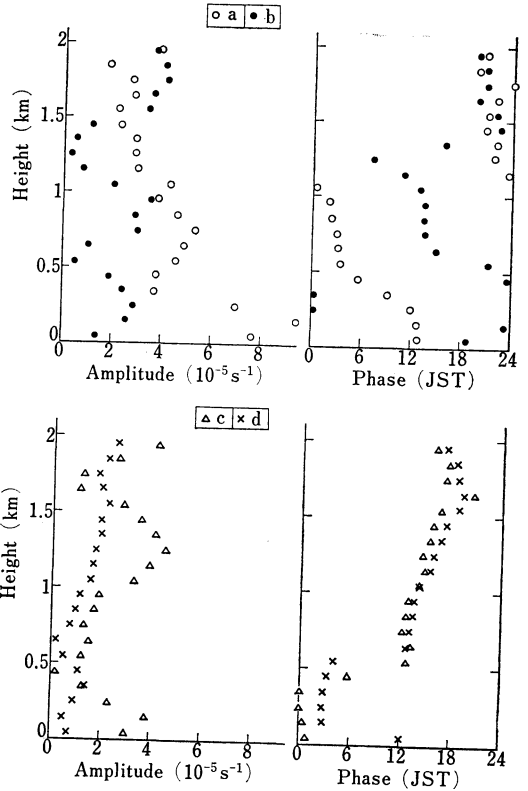 ○ a ● b
2
1.5
1
0.5
0
Height (km)
0 2 4 6 8
Amplitude (10⁻⁵s⁻¹)
0 6 12 18 24
Phase (JST)
△ c × d
2
1.5
1
0.5
0
Height (km)
0 2 4 6 8
Amplitude (10⁻⁵s⁻¹)
0 6 12 18 24
Phase (JST)